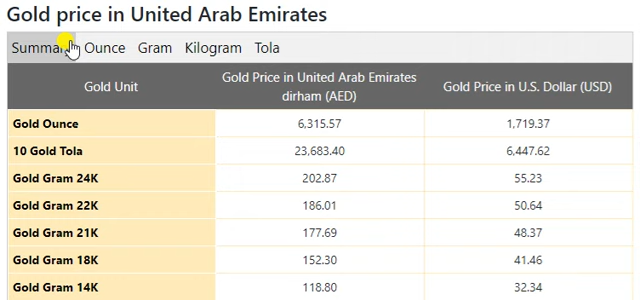 Gold price in United Arab Emirates
Summary Ounce Gram Kilogram Tola
Gold Unit Gold Price in United Arab Emirates dirham (AED) Gold Price in U.S. Dollar (USD)
Gold Ounce 6,315.57 1,719.37
10 Gold Tola 23,683.40 6,447.62
Gold Gram 24K 202.87 55.23
Gold Gram 22K 186.01 50.64
Gold Gram 21K 177.69 48.37
Gold Gram 18K 152.30 41.46
Gold Gram 14K 118.80 32.34